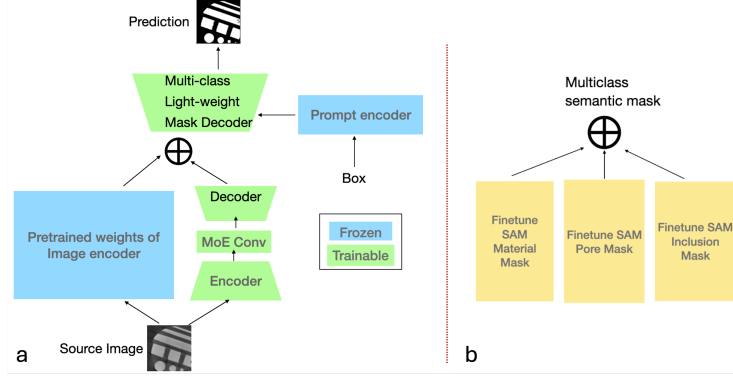 Prediction
Multi-class
Light-weight
Mask Decoder
Prompt encoder
Box
Decoder
MoE Conv
Encoder
Pretrained weights of
Image encoder
Frozen
Trainable
Source Image
a
Multiclass
semantic mask
Finetune
SAM
Material
Mask
Finetune SAM
Pore Mask
Finetune SAM
Inclusion
Mask
b